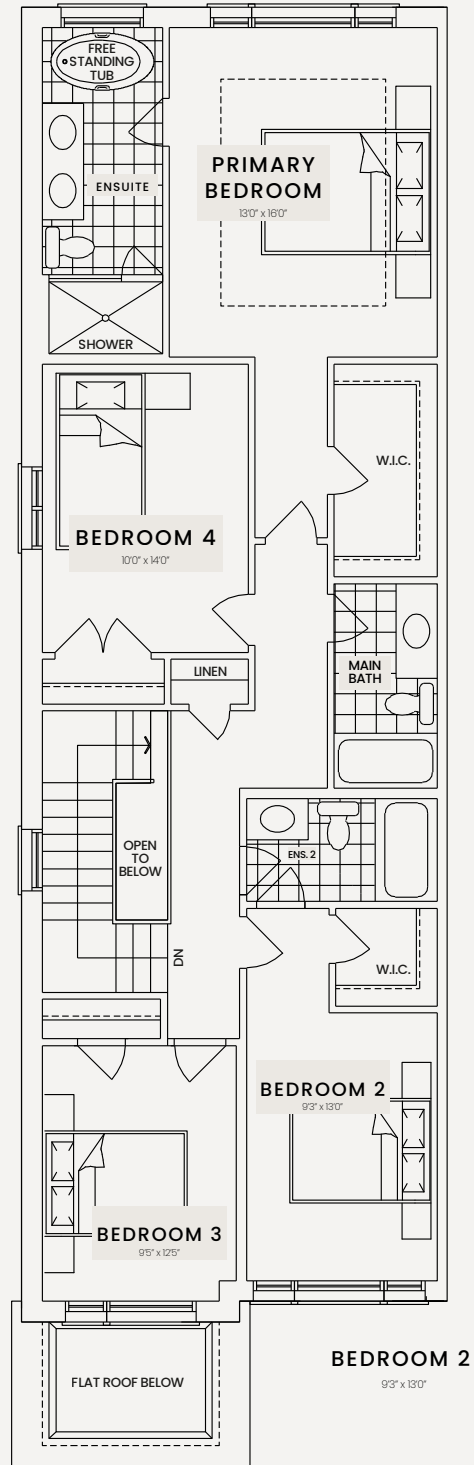 FREE
STANDING
TUB
ENSUITE
PRIMARY
BEDROOM
13'0" x 16'0"
SHOWER
W.I.C.
BEDROOM 4
10'0" x 14'0"
LINEN
MAIN
BATH
OPEN
TO
BELOW
ENS. 2
DN
W.I.C.
BEDROOM 2
9'3" x 13'0"
BEDROOM 3
9'5" x 12'5"
BEDROOM 2
9'3" x 13'0"
FLAT ROOF BELOW